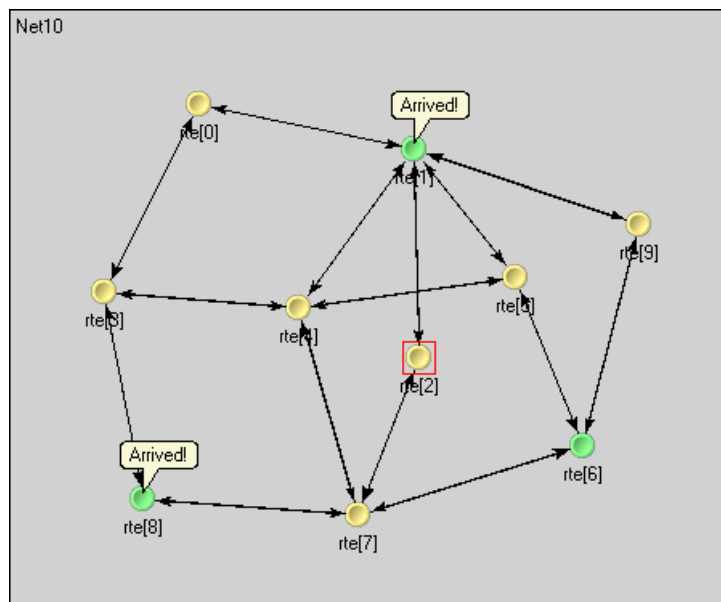 Net10
Arrived!
rte[0]
rte[1]
rte[9]
rte[3]
rte[4]
rte[5]
rte[2]
Arrived!
rte[6]
rte[8]
rte[7]